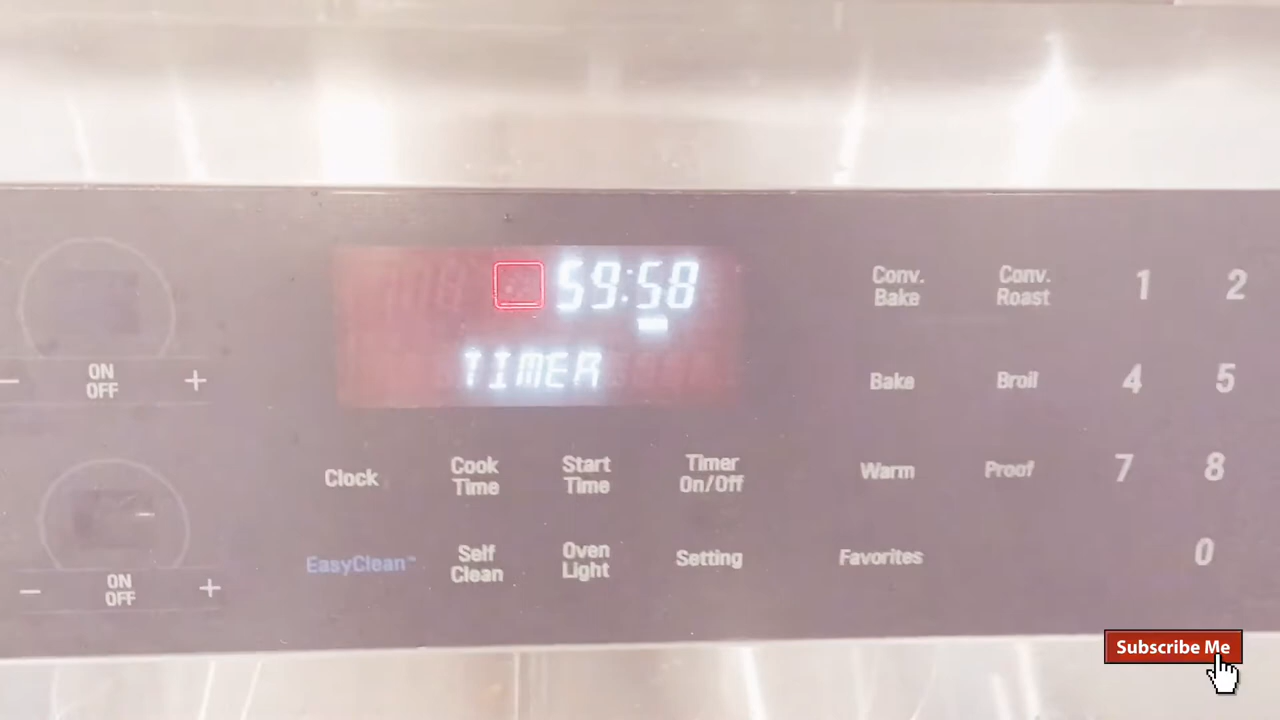 59:58
TIMER
ON
OFF
- +
ON
OFF
- +
Clock
Cook
Time
Start
Time
Timer
On/Off
EasyClean™
Self
Clean
Oven
Light
Setting
Conv.
Bake
Conv.
Roast
1 2
Bake
Broil
4 5
Warm
Proof
7 8
Favorites
0
Subscribe Me